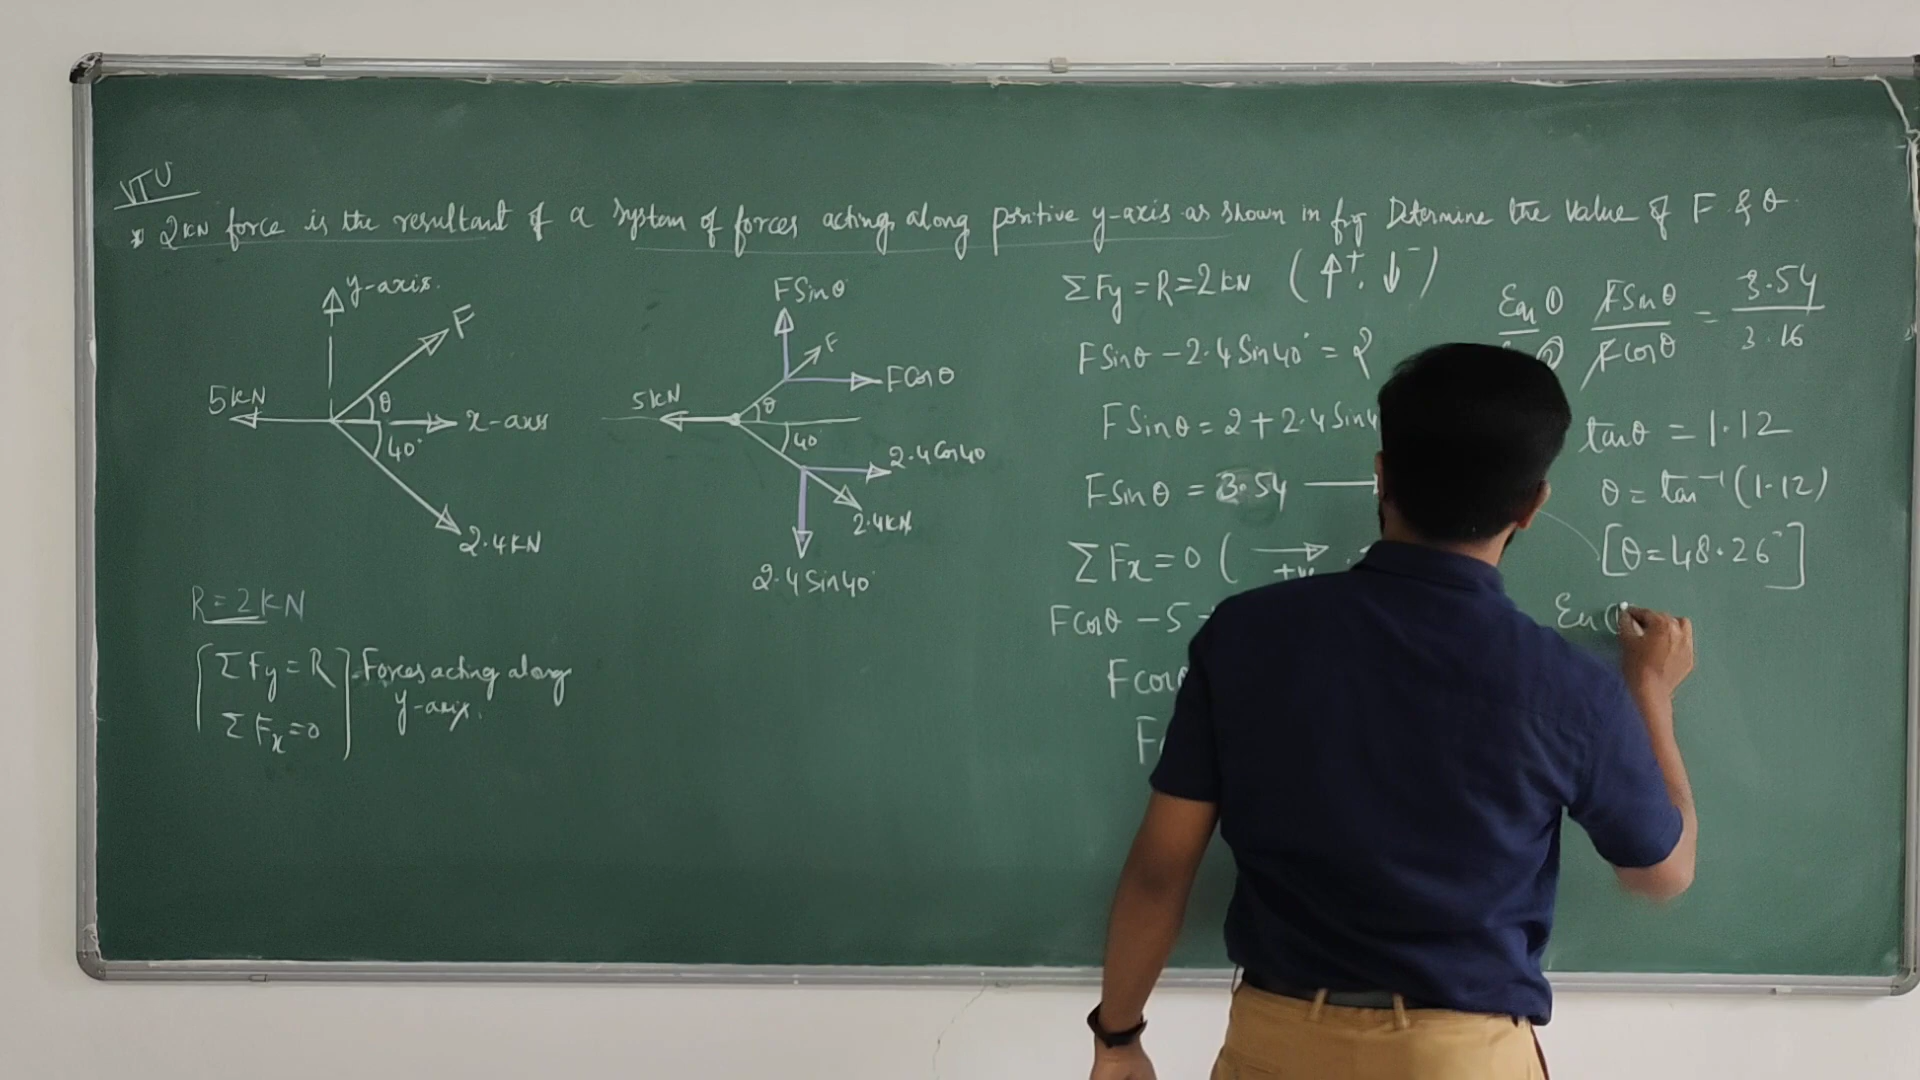 VTU
* 2KN force is the resultant of a system of forces acting along positive y-axis as shown in fig Determine the value of F & θ.
y-axis.
F
5KN
θ
x-axis
40°
2.4KN
R = 2KN
ΣFy = R
ΣFx = 0
Forces acting along
y-axis.
FSinθ
F
FCosθ
5KN
θ
40
2.4Cos40
2.4KN
2.4Sin40°
ΣFy = R = 2KN (↑+, ↓-)
FSinθ - 2.4Sin40° = 2
FSinθ = 2 + 2.4Sin4
FSinθ = 3.54 →
ΣFx = 0 ( → +ve
Fcosθ - 5
Fcos
F
Eqn ① FSinθ = 3.54
② Fcosθ 3.16
tanθ = 1.12
θ = tan⁻¹(1.12)
[θ = 48.26°]